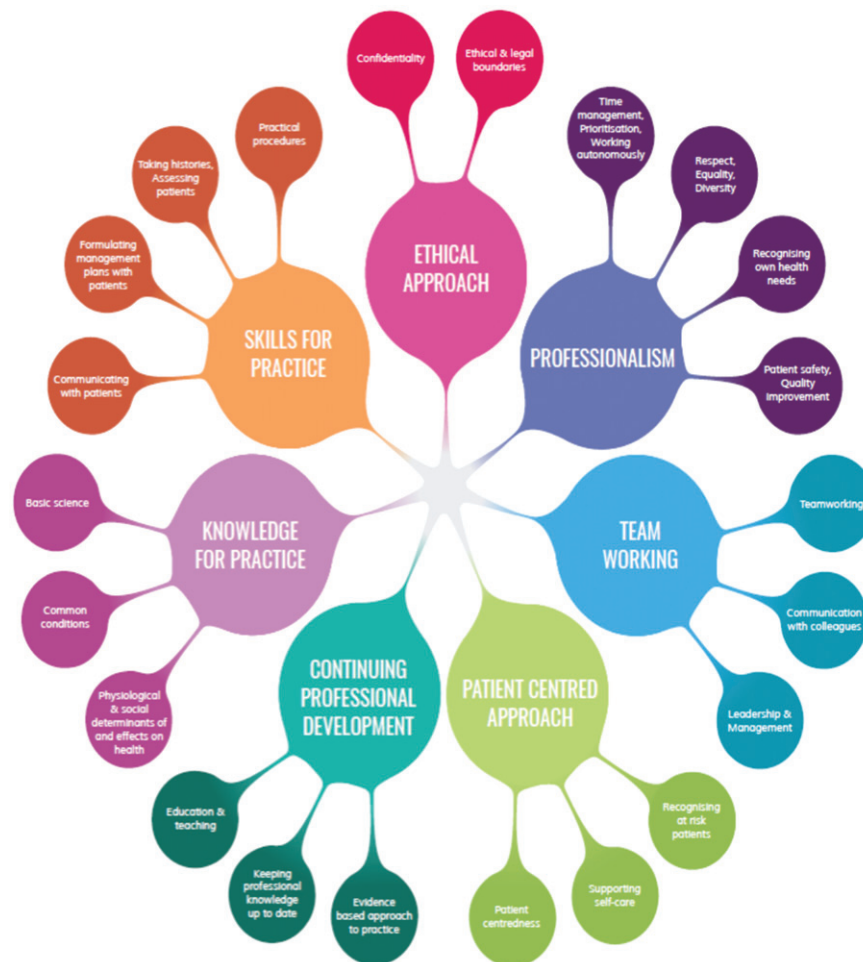 Confidentiality
Ethical & legal
boundaries
ETHICAL
APPROACH
Time
management,
Prioritisation,
Working
autonomously
Respect,
Equality,
Diversity
Recognising
own health
needs
Patient safety,
Quality
improvement
PROFESSIONALISM
Teamworking
Communication
with colleagues
Leadership &
Management
TEAM
WORKING
Recognising
at risk
patients
Supporting
self-care
Patient
centredness
PATIENT CENTRED
APPROACH
Evidence
based approach
to practice
Keeping
professional
knowledge
up to date
Education &
teaching
CONTINUING
PROFESSIONAL
DEVELOPMENT
Physiological
& social
determinants of
and effects on
health
Common
conditions
Basic science
KNOWLEDGE
FOR PRACTICE
Communicating
with patients
Formulating
management
plans with
patients
Taking histories,
Assessing
patients
Practical
procedures
SKILLS FOR
PRACTICE